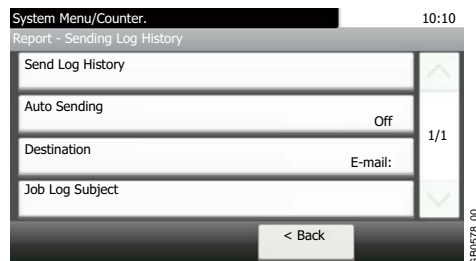 System Menu/Counter.
10:10
Report - Sending Log History
Send Log History
Auto Sending
Off
1/1
Destination
E-mail:
Job Log Subject
< Back
GB0578_00